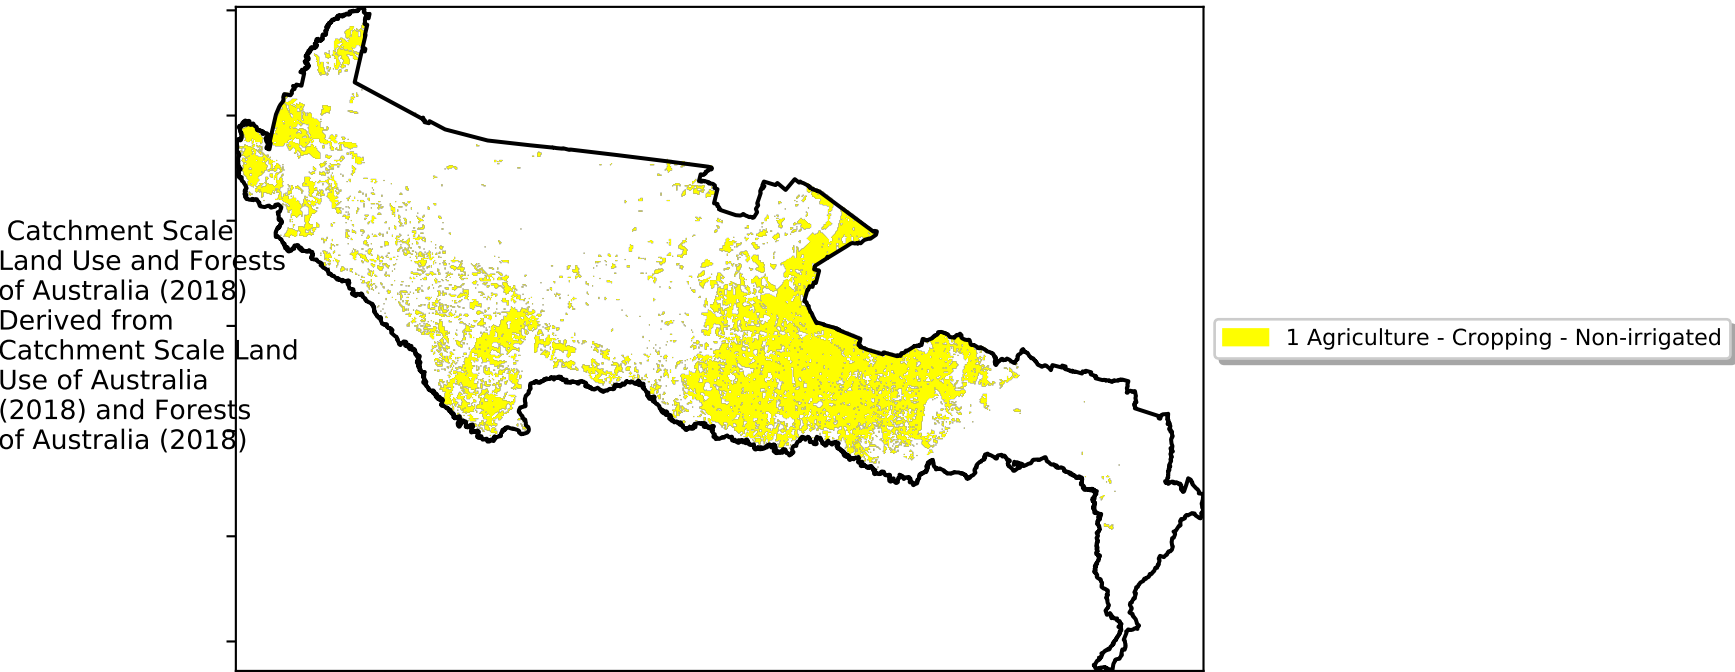 Catchment Scale
Land Use and Forests
of Australia (2018)
Derived from
Catchment Scale Land
Use of Australia
(2018) and Forests
of Australia (2018)
1 Agriculture - Cropping - Non-irrigated